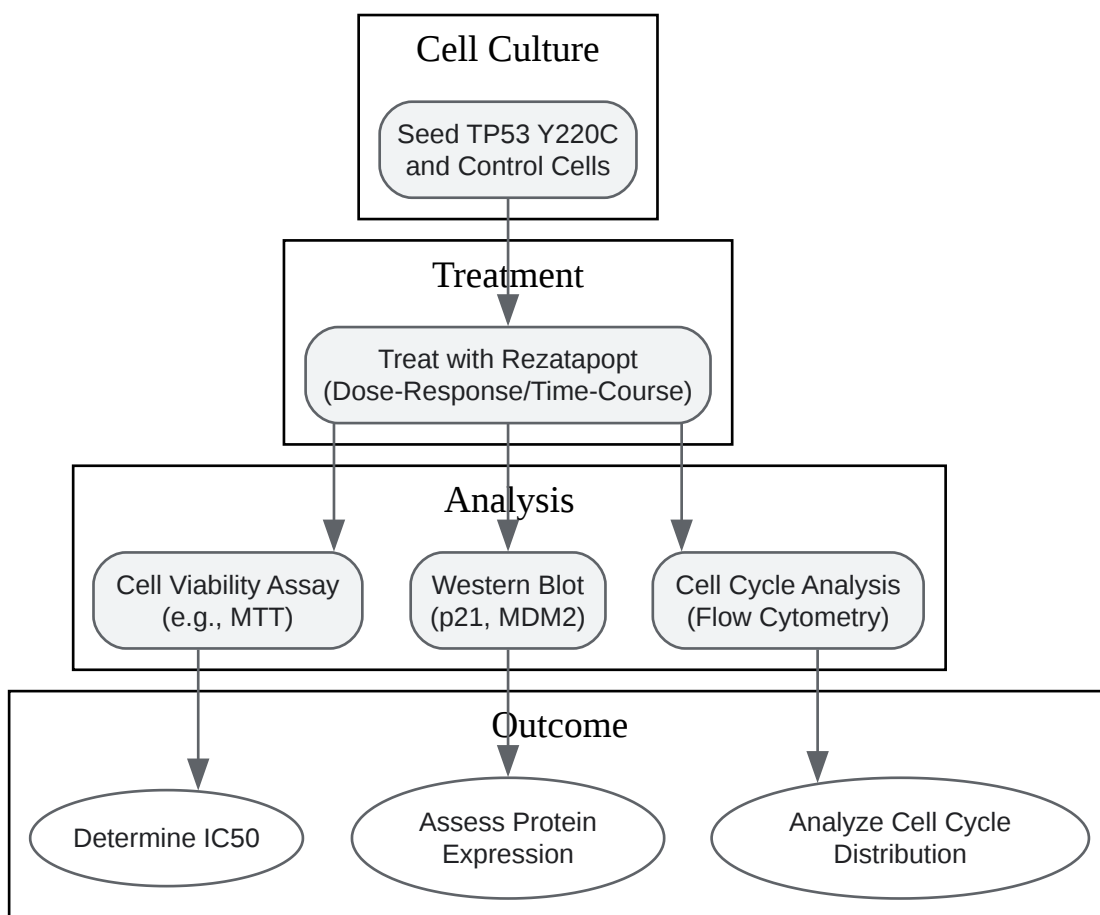 Cell Culture
Seed TP53 Y220C
and Control Cells
Treatment
Treat with Rezatapopt
(Dose-Response/Time-Course)
Analysis
Cell Viability Assay
(e.g., MTT)
Western Blot
(p21, MDM2)
Cell Cycle Analysis
(Flow Cytometry)
Outcome
Determine IC50
Assess Protein
Expression
Analyze Cell Cycle
Distribution